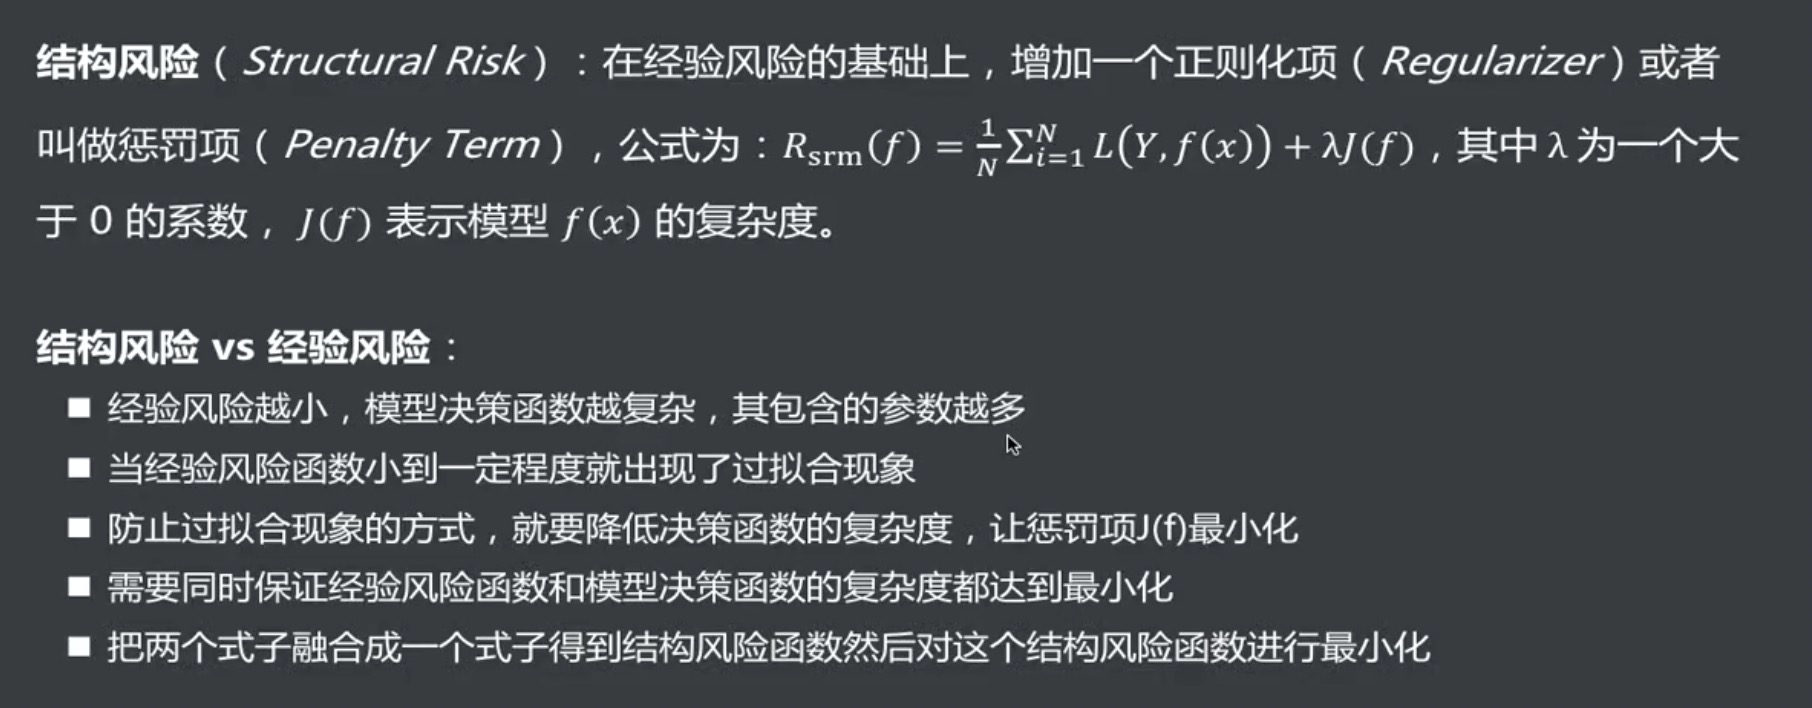 结构风险（Structural Risk）：在经验风险的基础上，增加一个正则化项（Regularizer）或者
叫做惩罚项（Penalty Term），公式为：R_srm(f) = 1/N ∑_{i=1}^{N} L(Y, f(x)) + λJ(f)，其中 λ 为一个大
于 0 的系数，J(f) 表示模型 f(x) 的复杂度。
结构风险 vs 经验风险：
■ 经验风险越小，模型决策函数越复杂，其包含的参数越多
■ 当经验风险函数小到一定程度就出现了过拟合现象
■ 防止过拟合现象的方式，就要降低决策函数的复杂度，让惩罚项J(f)最小化
■ 需要同时保证经验风险函数和模型决策函数的复杂度都达到最小化
■ 把两个式子融合成一个式子得到结构风险函数然后对这个结构风险函数进行最小化